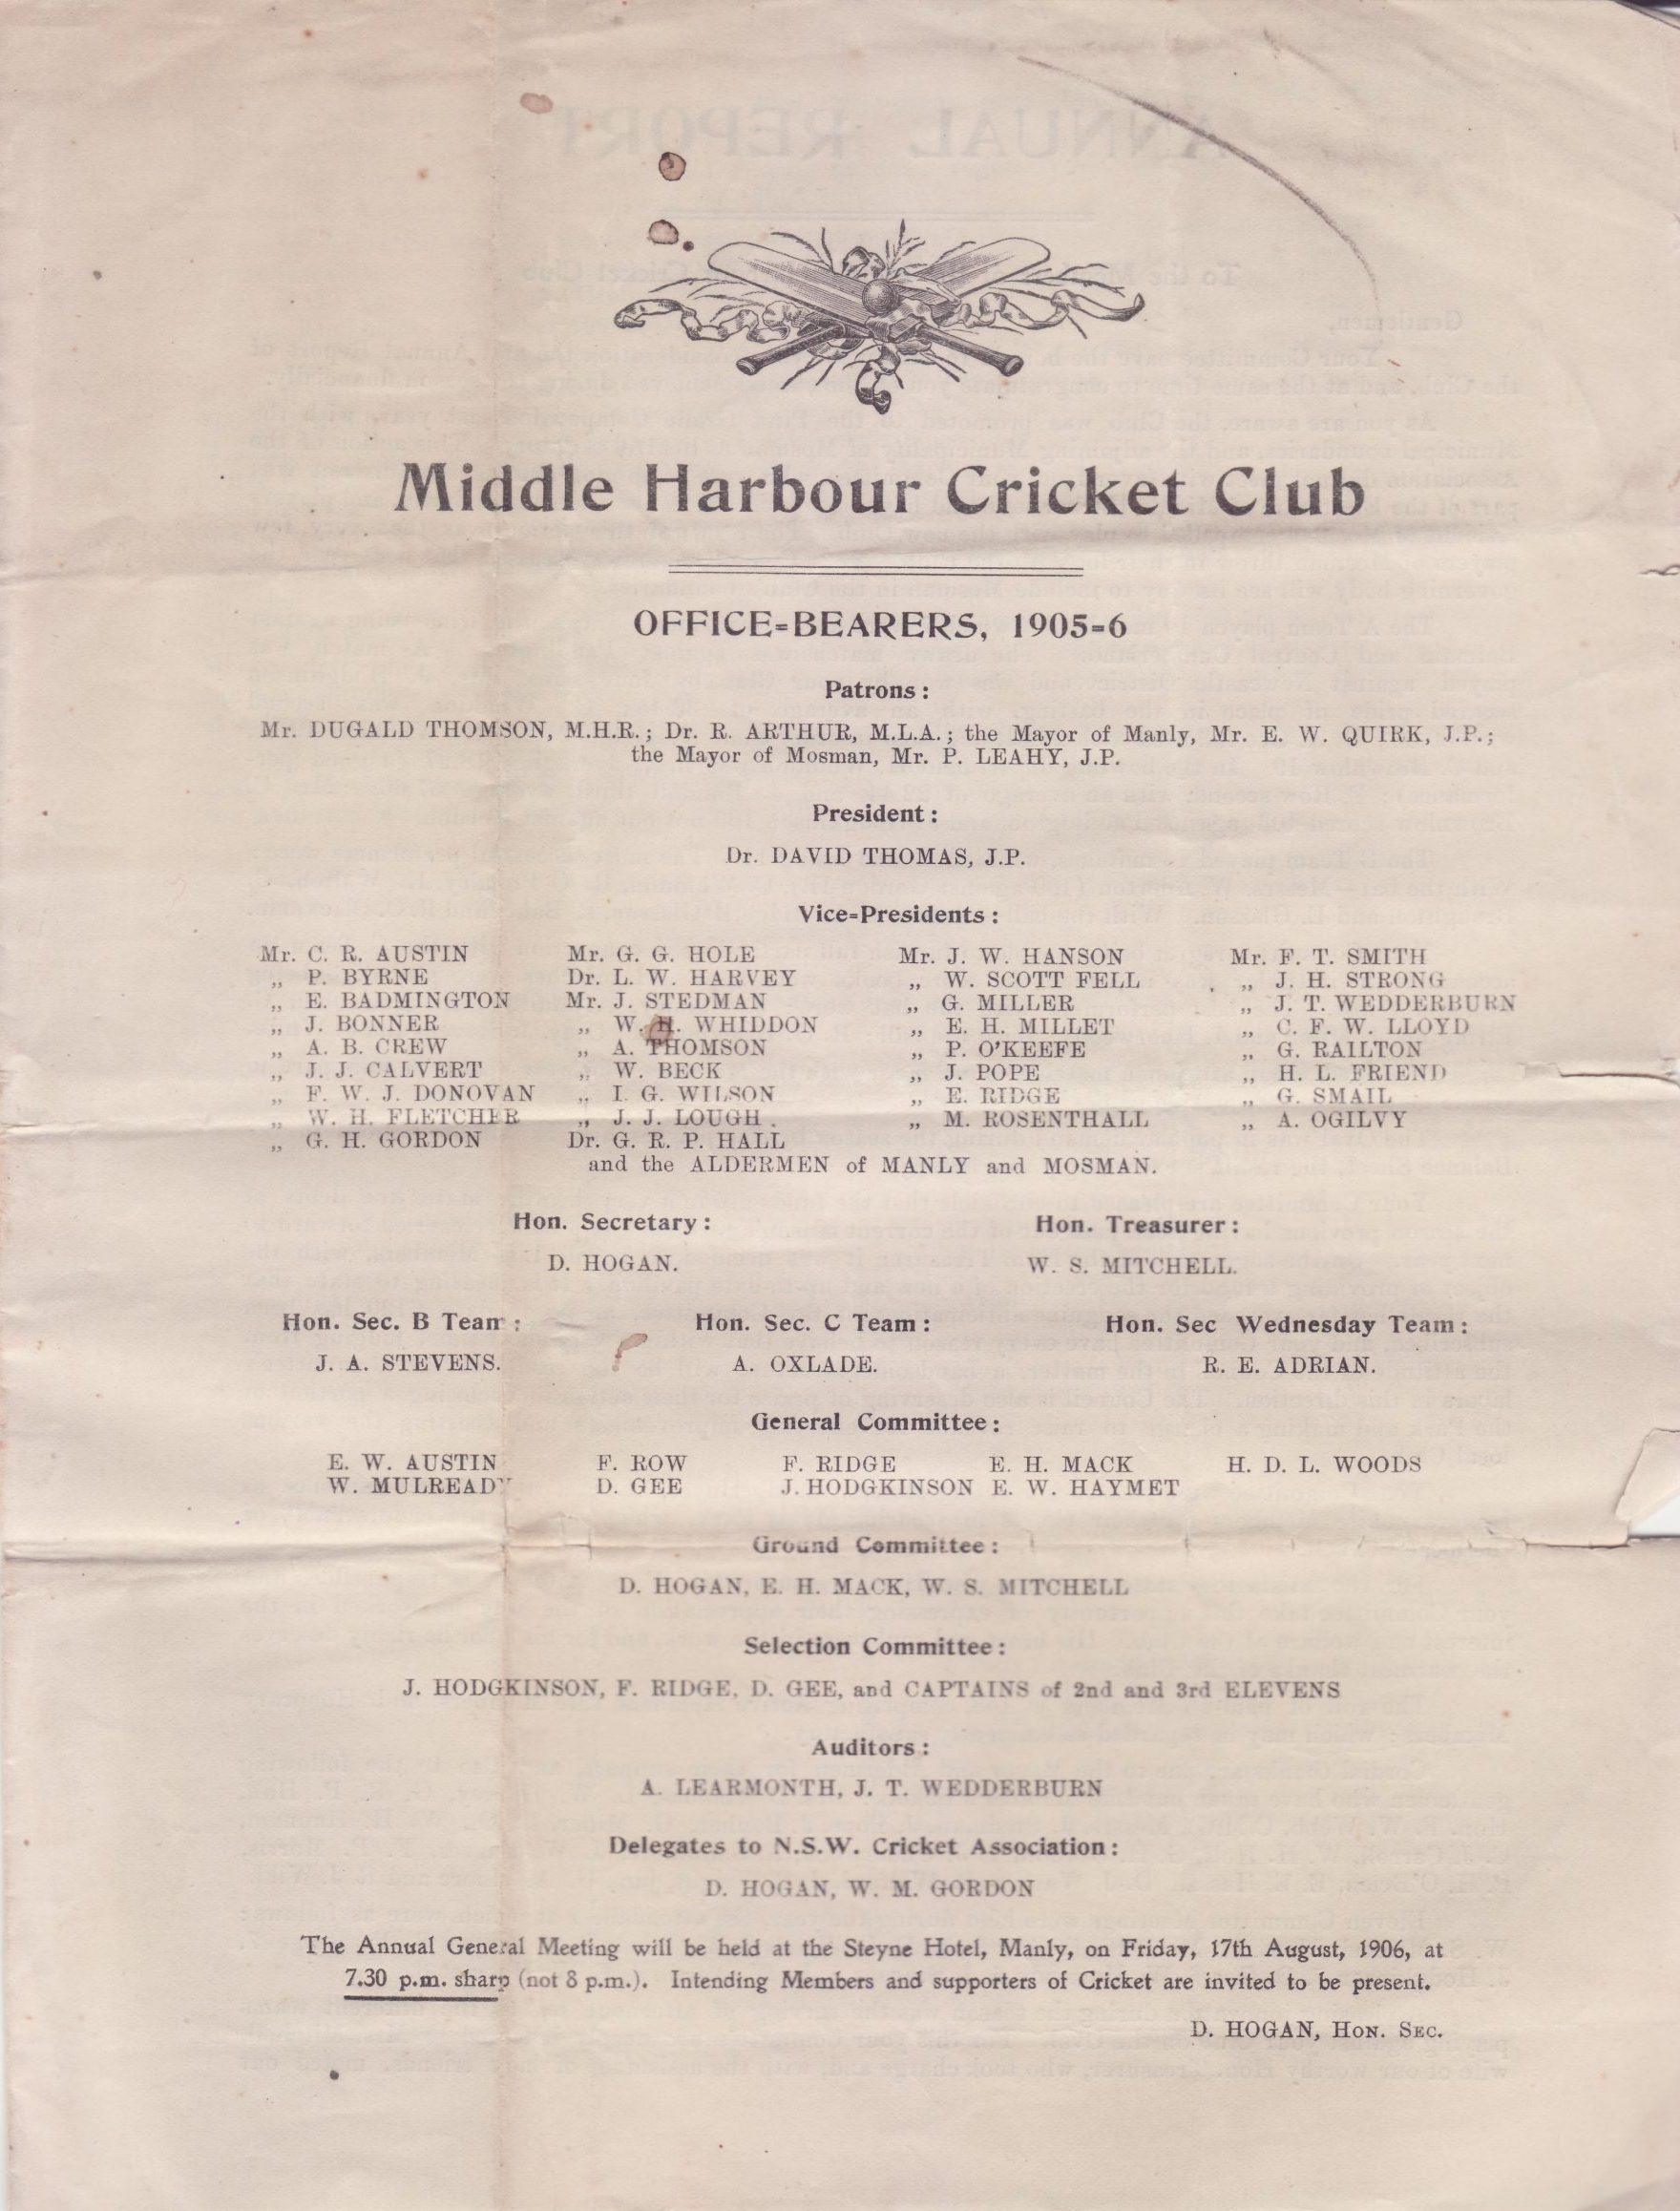 Middle Harbour Cricket Club
OFFICE=BEARERS, 1905-6
Patrons:
Mr. DUGALD THOMSON, M.H.R.; Dr. R. ARTHUR, M.L.A.; the Mayor of Manly, Mr. E. W. QUIRK, J.P.;
the Mayor of Mosman, Mr. P. LEAHY, J.P.
President:
Dr. DAVID THOMAS, J.P.
Vice=Presidents:
Mr. C. R. AUSTIN Mr. G. G. HOLE Mr. J. W. HANSON Mr. F. T. SMITH
„ P. BYRNE Dr. L. W. HARVEY „ W. SCOTT FELL „ J. H. STRONG
„ E. BADMINGTON Mr. J. STEDMAN „ G. MILLER „ J. T. WEDDERBURN
„ J. BONNER „ W. H. WHIDDON „ E. H. MILLET „ C. F. W. LLOYD
„ A. B. CREW „ A. THOMSON „ P. O'KEEFE „ G. RAILTON
„ J. J. CALVERT „ W. BECK „ J. POPE „ H. L. FRIEND
„ F. W. J. DONOVAN „ I. G. WILSON „ E. RIDGE „ G. SMAIL
„ W. H. FLETCHER „ J. J. LOUGH. „ M. ROSENTHALL „ A. OGILVY
„ G. H. GORDON Dr. G. R. P. HALL
and the ALDERMEN of MANLY and MOSMAN.
Hon. Secretary: Hon. Treasurer:
D. HOGAN. W. S. MITCHELL.
Hon. Sec. B Team: Hon. Sec. C Team: Hon. Sec Wednesday Team:
J. A. STEVENS. A. OXLADE. R. E. ADRIAN.
General Committee:
E. W. AUSTIN F. ROW F. RIDGE E. H. MACK H. D. L. WOODS
W. MULREADY D. GEE J. HODGKINSON E. W. HAYMET
Ground Committee:
D. HOGAN, E. H. MACK, W. S. MITCHELL
Selection Committee:
J. HODGKINSON, F. RIDGE, D. GEE, and CAPTAINS of 2nd and 3rd ELEVENS
Auditors:
A. LEARMONTH, J. T. WEDDERBURN
Delegates to N.S.W. Cricket Association:
D. HOGAN, W. M. GORDON
The Annual General Meeting will be held at the Steyne Hotel, Manly, on Friday, 17th August, 1906, at
7.30 p.m. sharp (not 8 p.m.). Intending Members and supporters of Cricket are invited to be present.
D. HOGAN, HON. SEC.